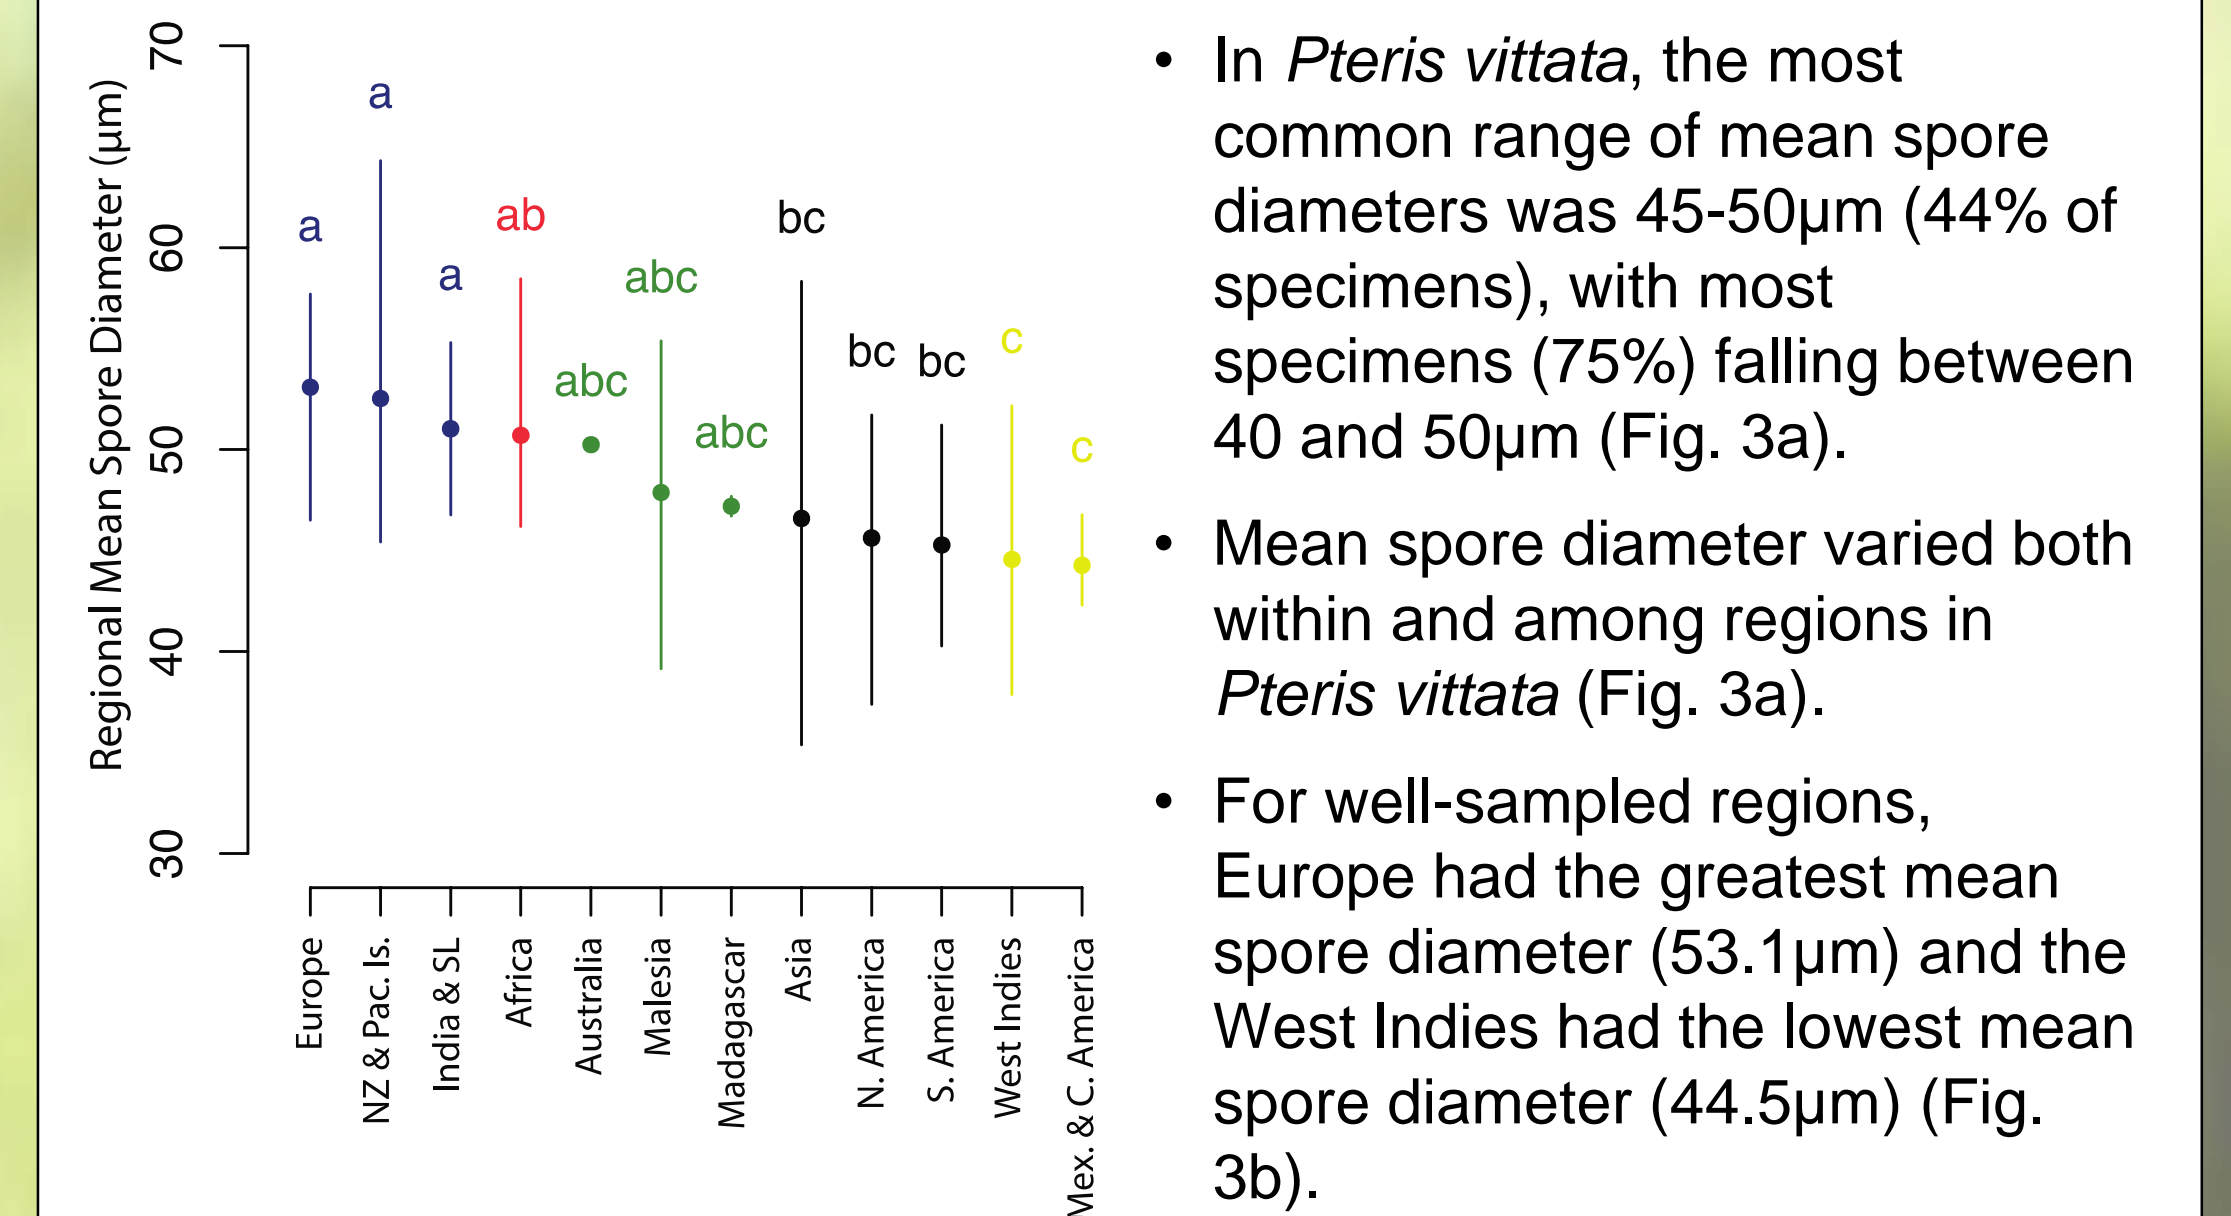 70
60
50
40
30
Regional Mean Spore Diameter (μm)
a
a
a
ab
abc
abc
abc
bc
bc
bc
c
c
Europe
NZ & Pac. Is.
India & SL
Africa
Australia
Malesia
Madagascar
Asia
N. America
S. America
West Indies
Mex. & C. America
• In Pteris vittata, the most
common range of mean spore
diameters was 45-50μm (44% of
specimens), with most
specimens (75%) falling between
40 and 50μm (Fig. 3a).
• Mean spore diameter varied both
within and among regions in
Pteris vittata (Fig. 3a).
• For well-sampled regions,
Europe had the greatest mean
spore diameter (53.1μm) and the
West Indies had the lowest mean
spore diameter (44.5μm) (Fig.
3b).